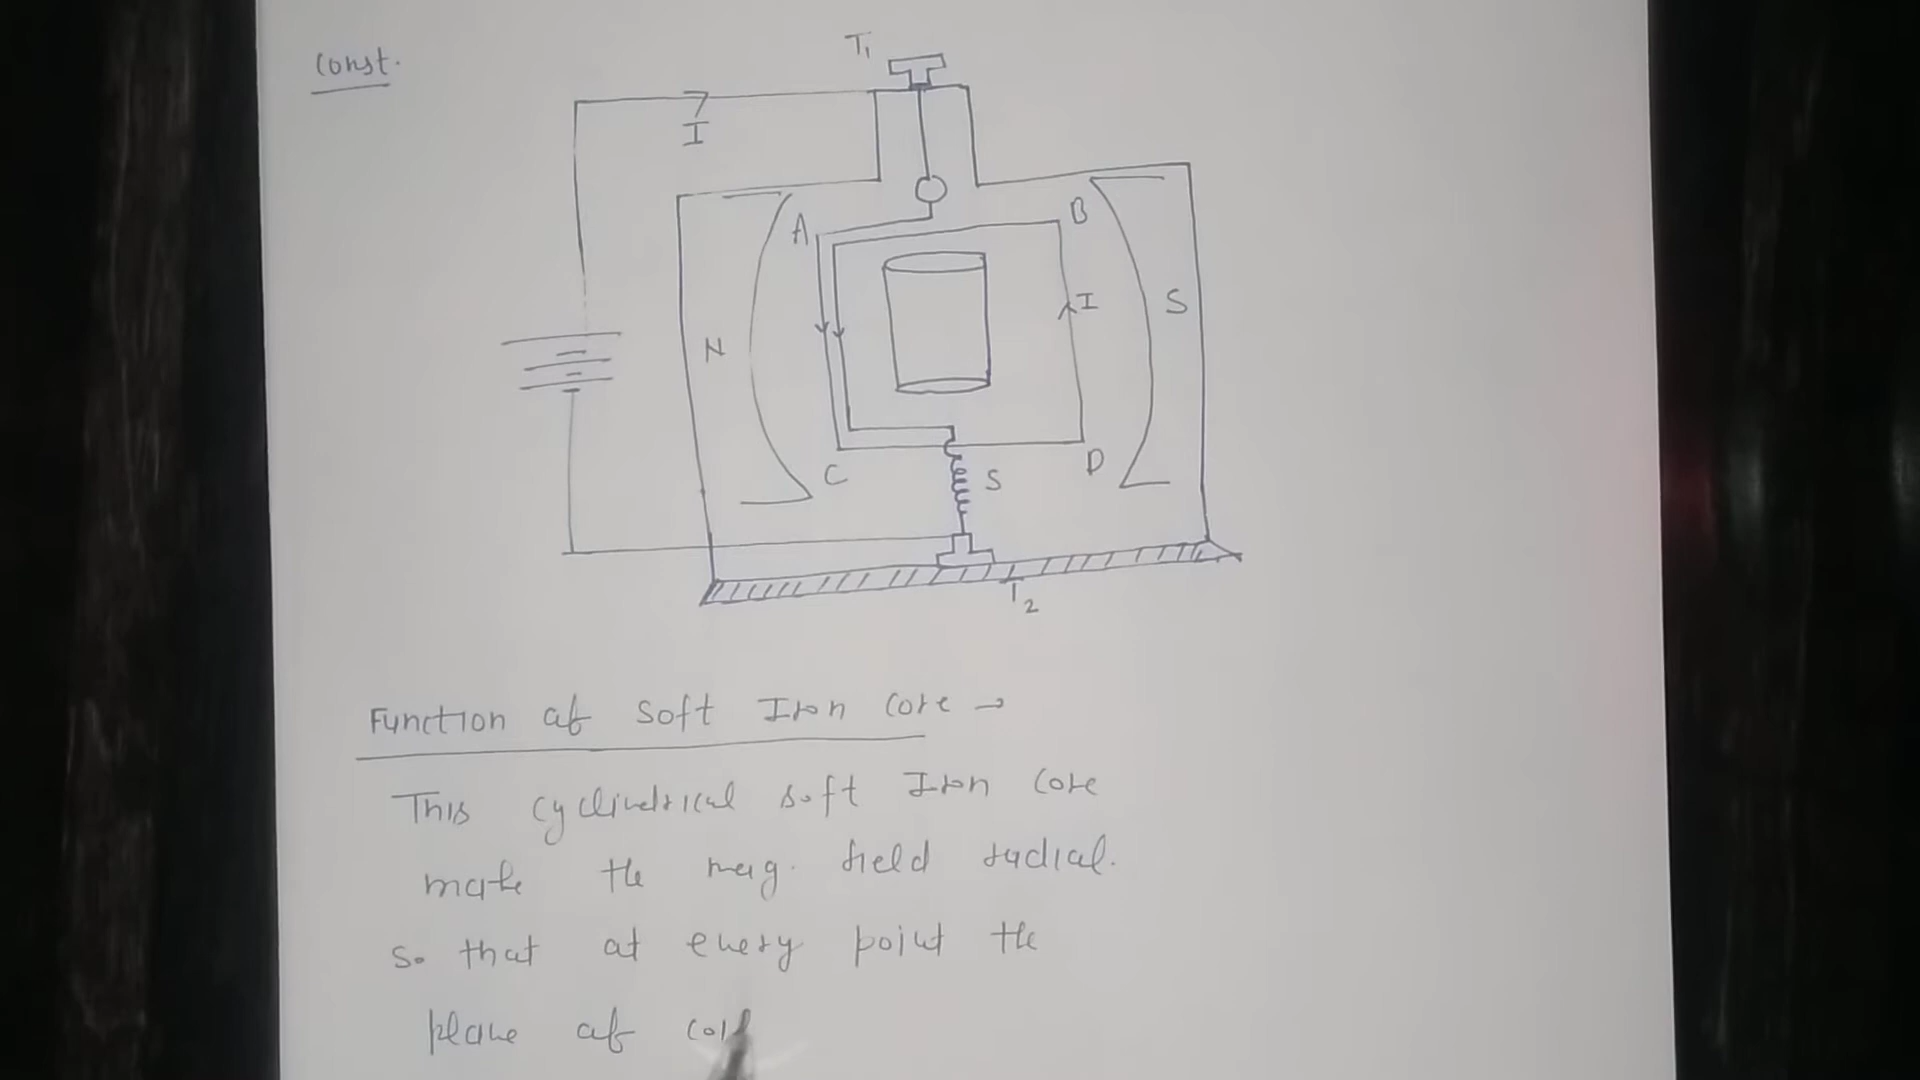 Const.
T1
I
A
B
I
N
S
C
S
D
T2
Function of Soft Iron Core →
This cylindrical soft Iron core
make the mag. field radial.
so that at every point the
plane of coil